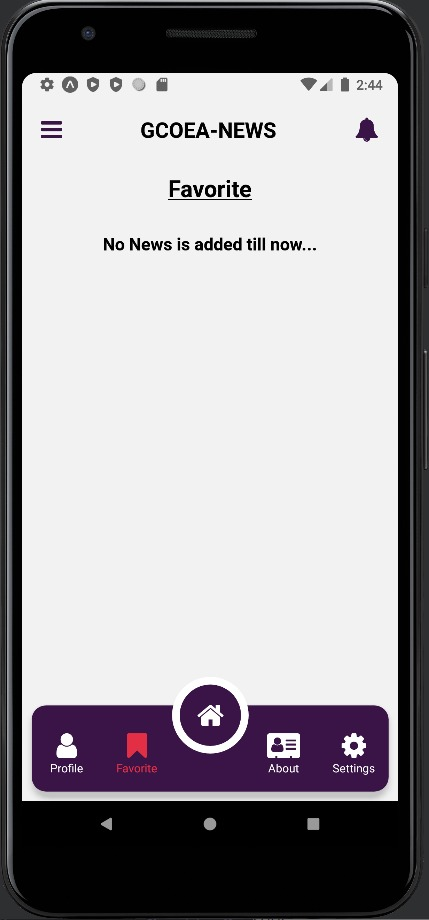 2:44
GCOEA-NEWS
Favorite
No News is added till now...
Profile
Favorite
About
Settings